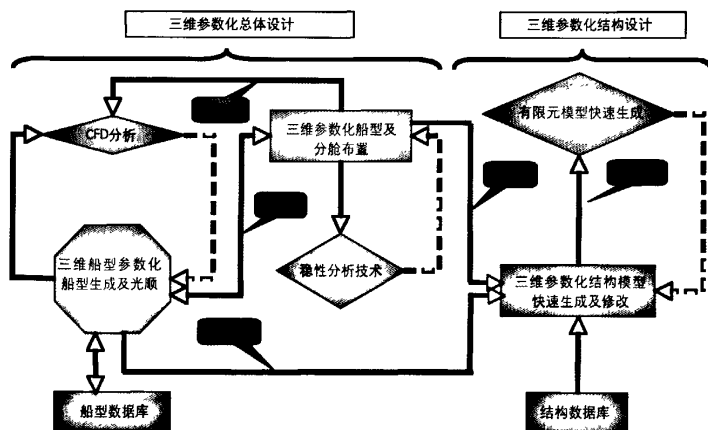 三维参数化总体设计
三维参数化结构设计
CFD分析
三维参数化船型及
分舱布置
有限元模型快速生成
三维船型参数化
船型生成及光顺
稳性分析技术
三维参数化结构模型
快速生成及修改
船型数据库
结构数据库